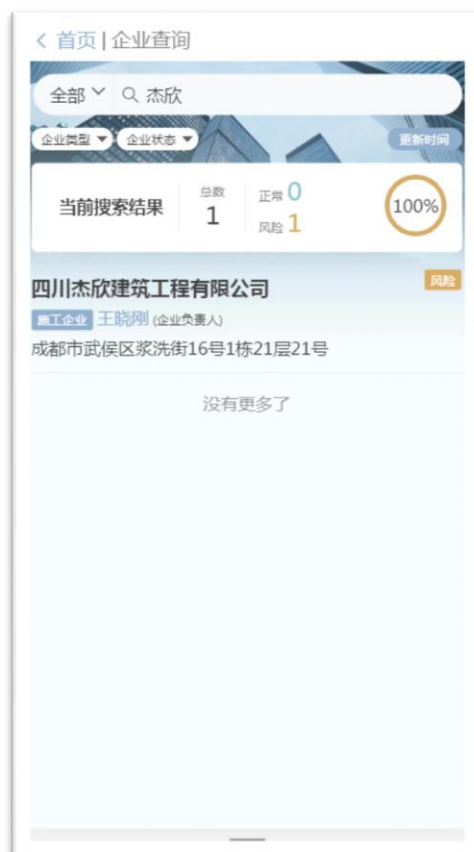 首页 | 企业查询
全部 杰欣
企业类型 企业状态 更新时间
当前搜索结果 总数 1 正常 0 风险 1 100%
四川杰欣建筑工程有限公司 风险
施工企业 王晓刚 (企业负责人)
成都市武侯区浆洗街16号1栋21层21号
没有更多了